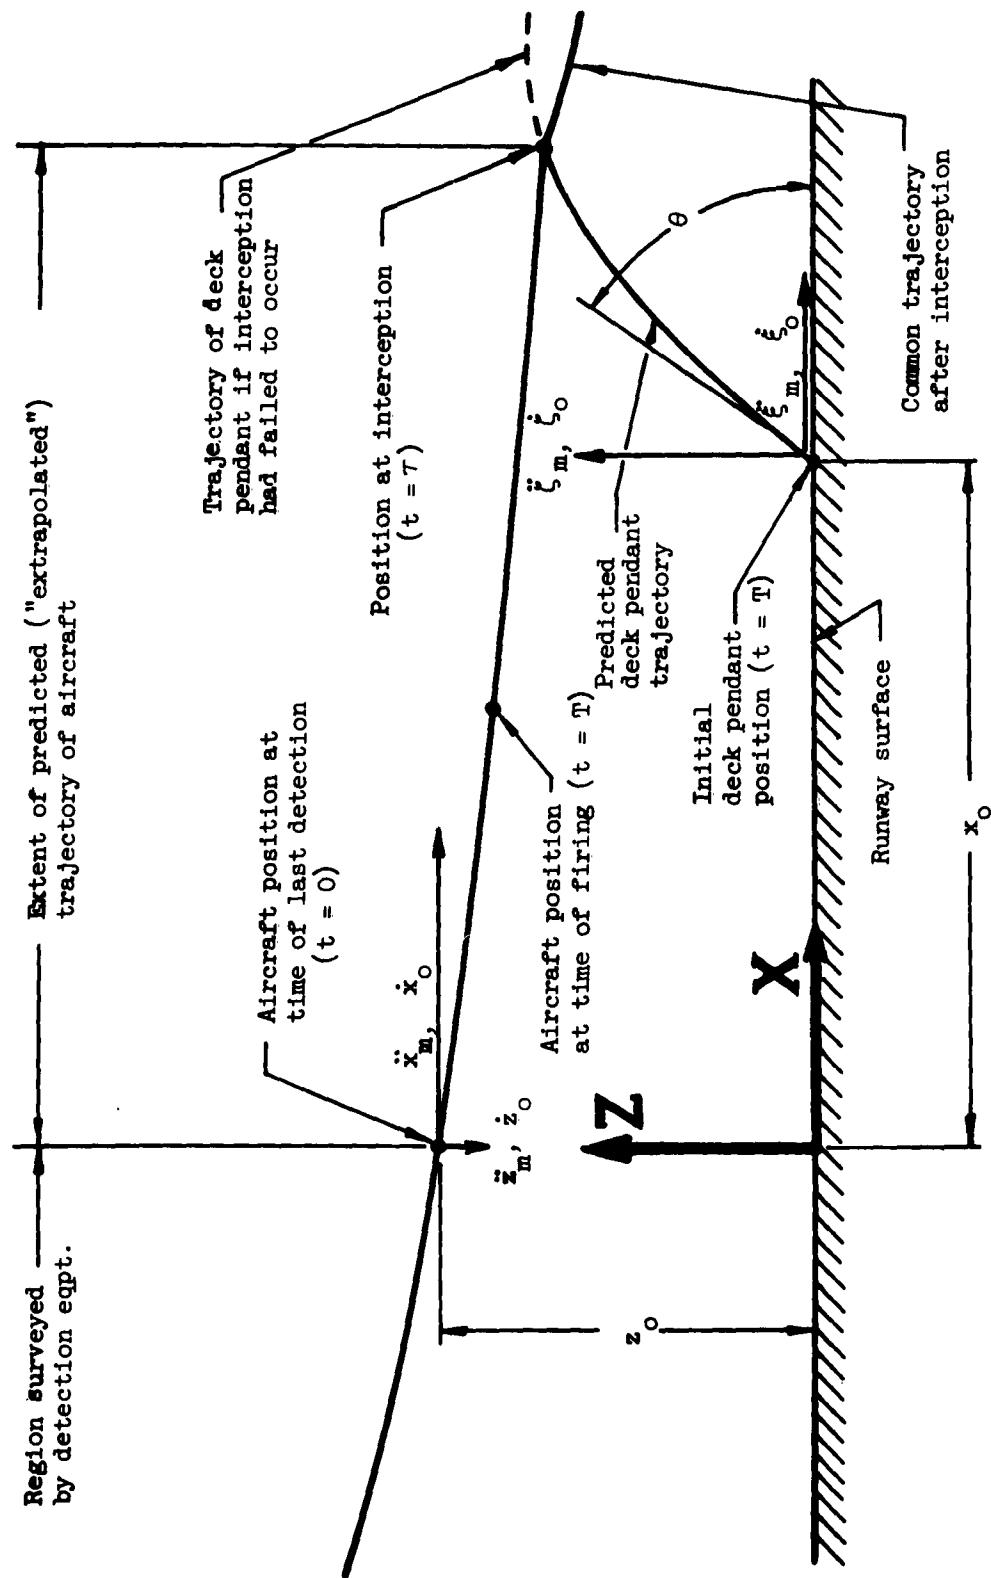 Region surveyed
by detection eqpt.
Extent of predicted ("extrapolated")
trajectory of aircraft
Trajectory of deck
pendant if interception
had failed to occur
Aircraft position at
time of last detection
(t = 0)
Position at interception
(t = τ)
ẍm, ẋo
z̈m, żo
Aircraft position
at time of firing (t = T)
ζ̈m, ζ̇o
Predicted
deck pendant
trajectory
θ
ξ̈m, ξ̇o
Z
X
zo
Initial
deck pendant
position (t = T)
Runway surface
Common trajectory
after interception
xo